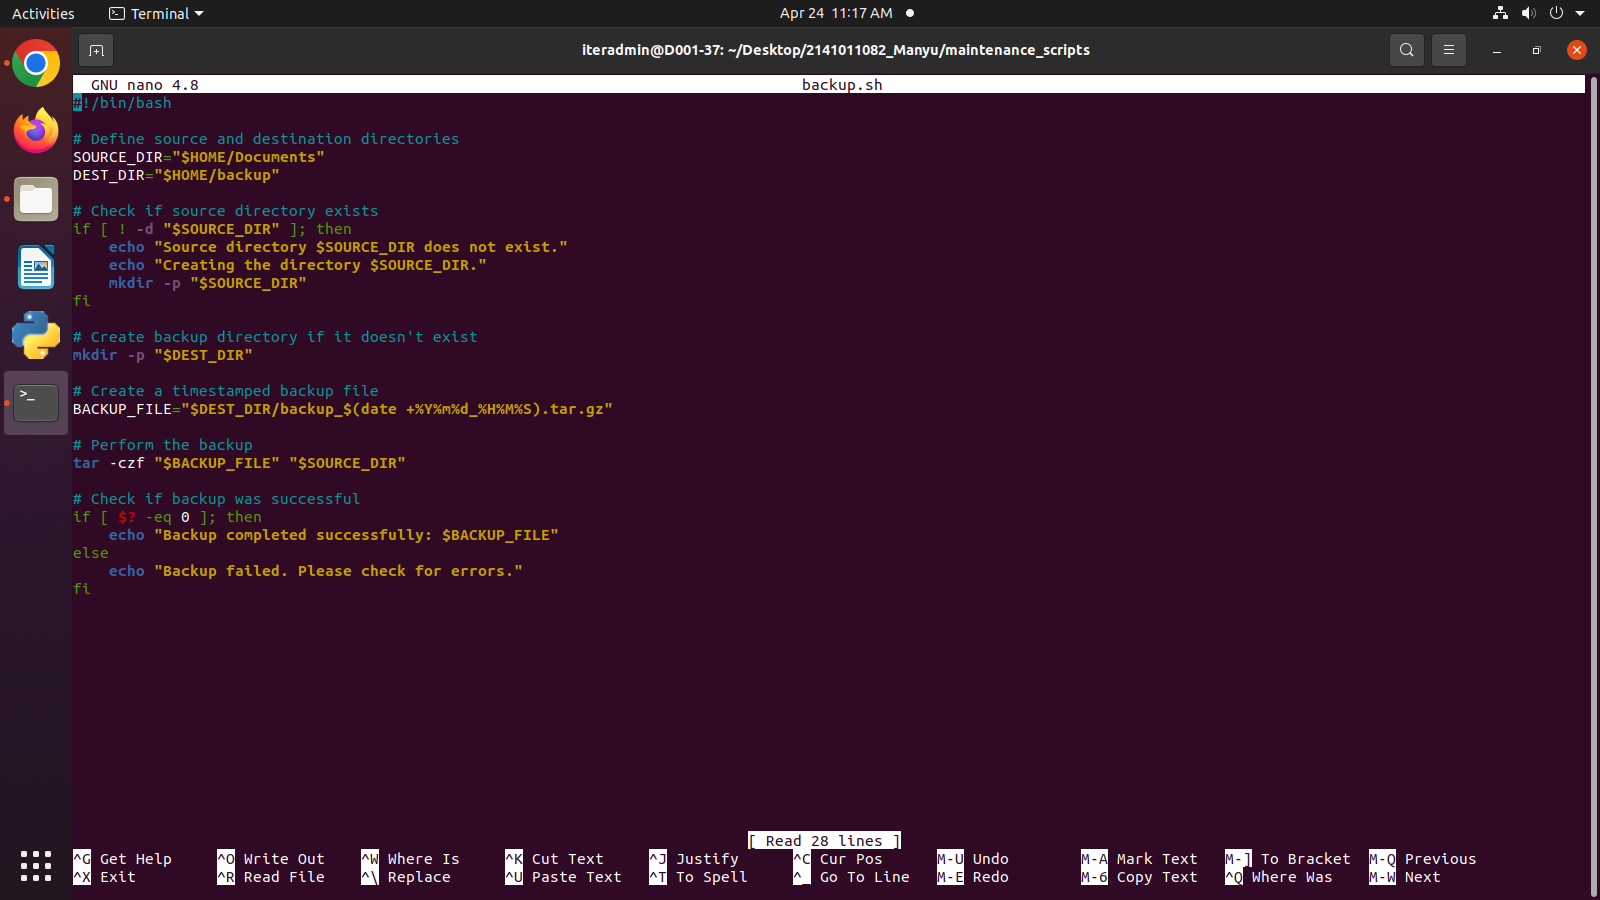 Activities Terminal Apr 24 11:17 AM
iteradmin@D001-37: ~/Desktop/2141011082_Manyu/maintenance_scripts
GNU nano 4.8 backup.sh
#!/bin/bash
# Define source and destination directories
SOURCE_DIR="$HOME/Documents"
DEST_DIR="$HOME/backup"
# Check if source directory exists
if [ ! -d "$SOURCE_DIR" ]; then
    echo "Source directory $SOURCE_DIR does not exist."
    echo "Creating the directory $SOURCE_DIR."
    mkdir -p "$SOURCE_DIR"
fi
# Create backup directory if it doesn't exist
mkdir -p "$DEST_DIR"
# Create a timestamped backup file
BACKUP_FILE="$DEST_DIR/backup_$(date +%Y%m%d_%H%M%S).tar.gz"
# Perform the backup
tar -czf "$BACKUP_FILE" "$SOURCE_DIR"
# Check if backup was successful
if [ $? -eq 0 ]; then
    echo "Backup completed successfully: $BACKUP_FILE"
else
    echo "Backup failed. Please check for errors."
fi
[ Read 28 lines ]
^G Get Help ^O Write Out ^W Where Is ^K Cut Text ^J Justify ^C Cur Pos M-U Undo M-A Mark Text M-] To Bracket M-Q Previous
^X Exit ^R Read File ^\ Replace ^U Paste Text ^T To Spell ^_ Go To Line M-E Redo M-6 Copy Text ^Q Where Was M-W Next